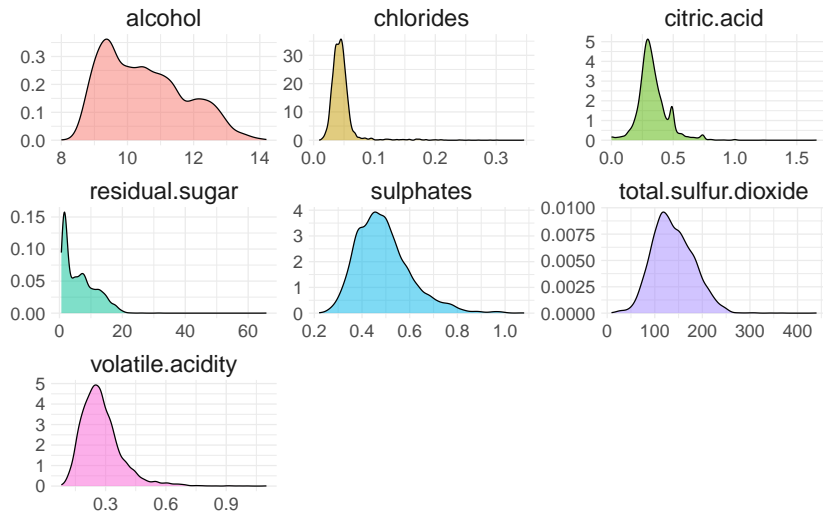 alcohol
0.3
0.2
0.1
0.0
8 10 12 14
chlorides
30
20
10
0
0.0 0.1 0.2 0.3
citric.acid
5
4
3
2
1
0
0.0 0.5 1.0 1.5
residual.sugar
0.15
0.10
0.05
0.00
0 20 40 60
sulphates
4
3
2
1
0
0.2 0.4 0.6 0.8 1.0
total.sulfur.dioxide
0.0100
0.0075
0.0050
0.0025
0.0000
0 100 200 300 400
volatile.acidity
5
4
3
2
1
0
0.3 0.6 0.9